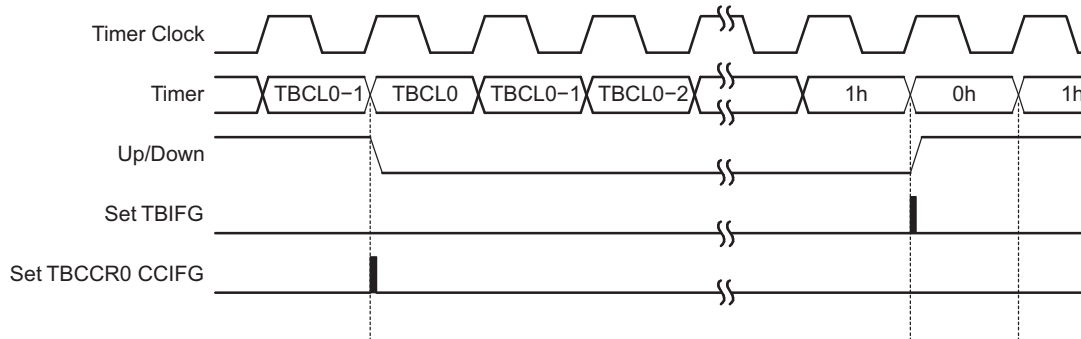 Timer Clock
Timer TBCL0−1 TBCL0 TBCL0−1 TBCL0−2 1h 0h 1h
Up/Down
Set TBIFG
Set TBCCR0 CCIFG